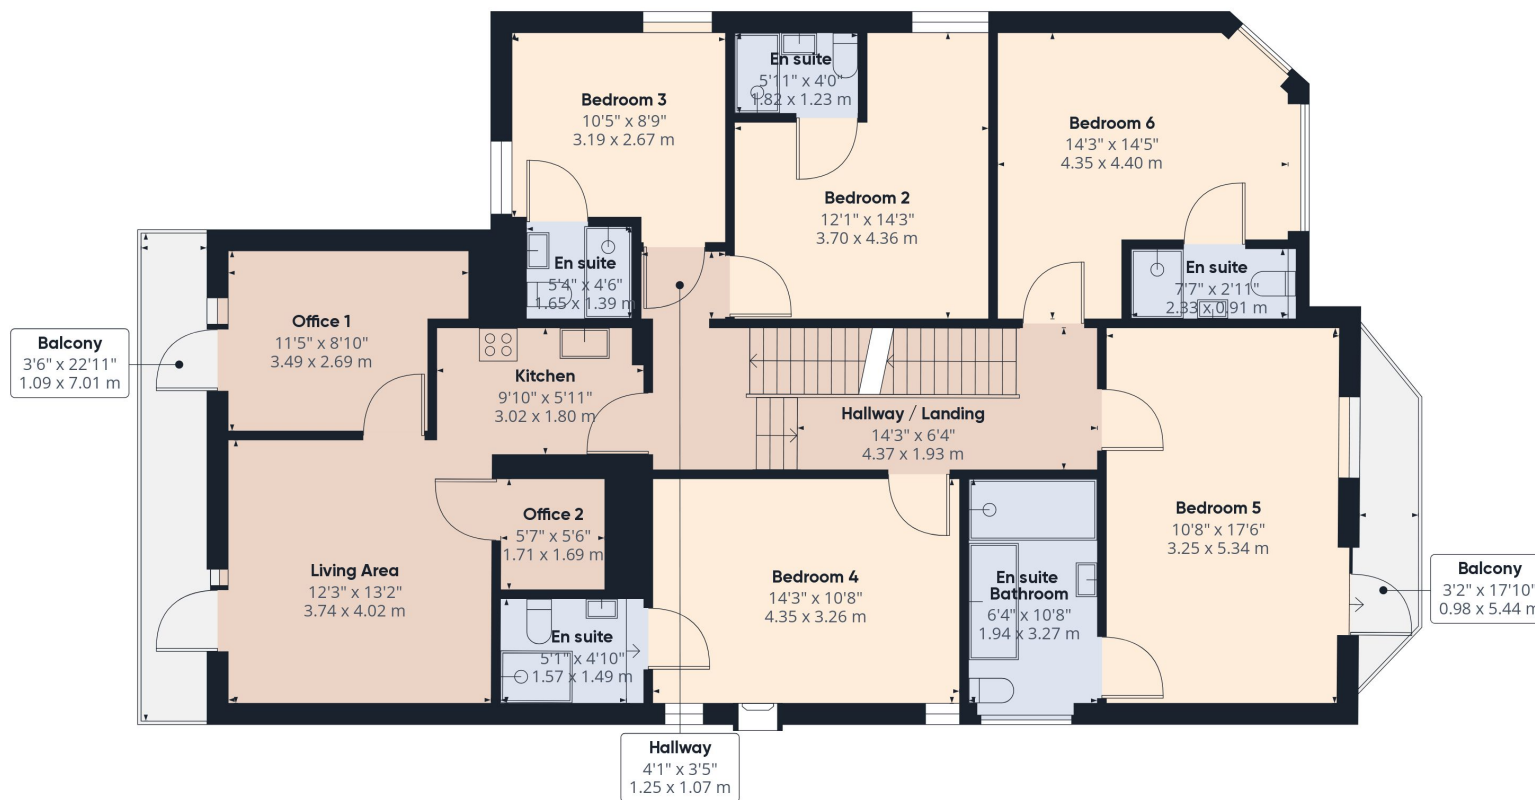 Bedroom 3
10'5" x 8'9"
3.19 x 2.67 m
En suite
5'11" x 4'0"
1.82 x 1.23 m
Bedroom 2
12'1" x 14'3"
3.70 x 4.36 m
Bedroom 6
14'3" x 14'5"
4.35 x 4.40 m
En suite
5'4" x 4'6"
1.65 x 1.39 m
En suite
7'7" x 2'11"
2.33 x 0.91 m
Office 1
11'5" x 8'10"
3.49 x 2.69 m
Balcony
3'6" x 22'11"
1.09 x 7.01 m
Kitchen
9'10" x 5'11"
3.02 x 1.80 m
Hallway / Landing
14'3" x 6'4"
4.37 x 1.93 m
Office 2
5'7" x 5'6"
1.71 x 1.69 m
Bedroom 5
10'8" x 17'6"
3.25 x 5.34 m
Living Area
12'3" x 13'2"
3.74 x 4.02 m
Bedroom 4
14'3" x 10'8"
4.35 x 3.26 m
En suite
Bathroom
6'4" x 10'8"
1.94 x 3.27 m
Balcony
3'2" x 17'10"
0.98 x 5.44 m
En suite
5'1" x 4'10"
1.57 x 1.49 m
Hallway
4'1" x 3'5"
1.25 x 1.07 m